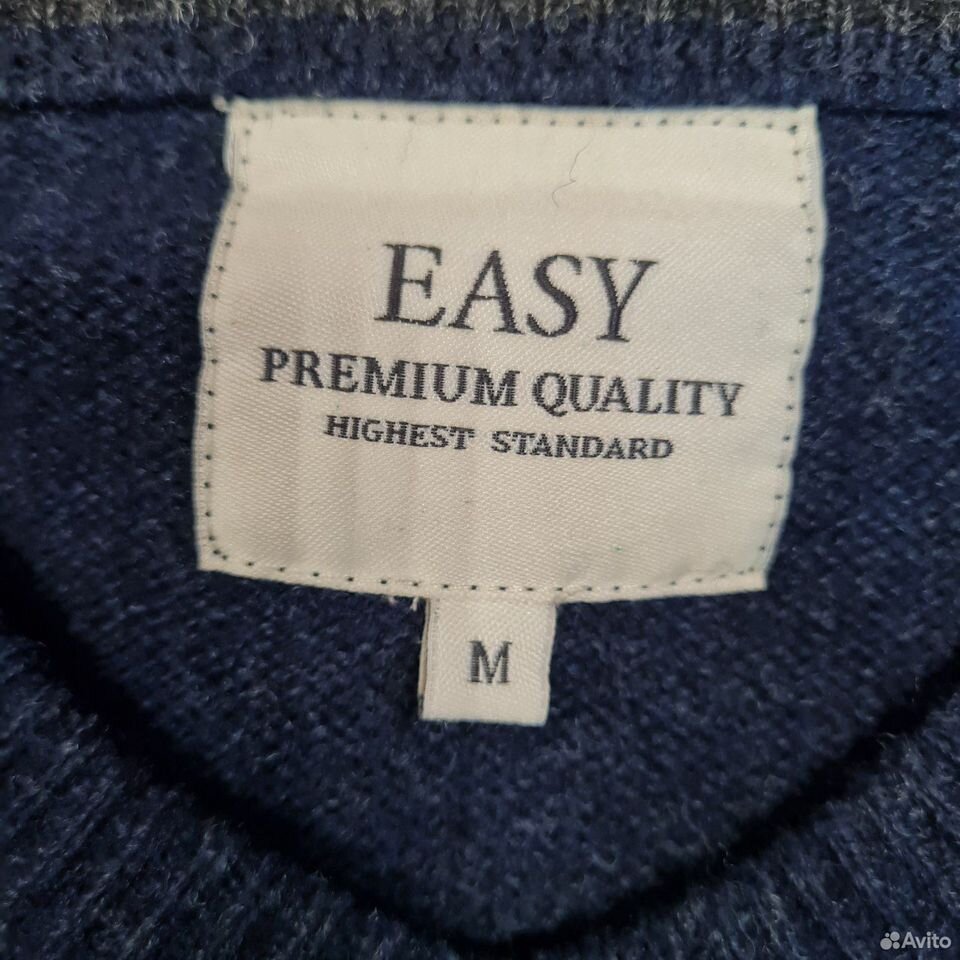 EASY
PREMIUM QUALITY
HIGHEST STANDARD
M
Avito